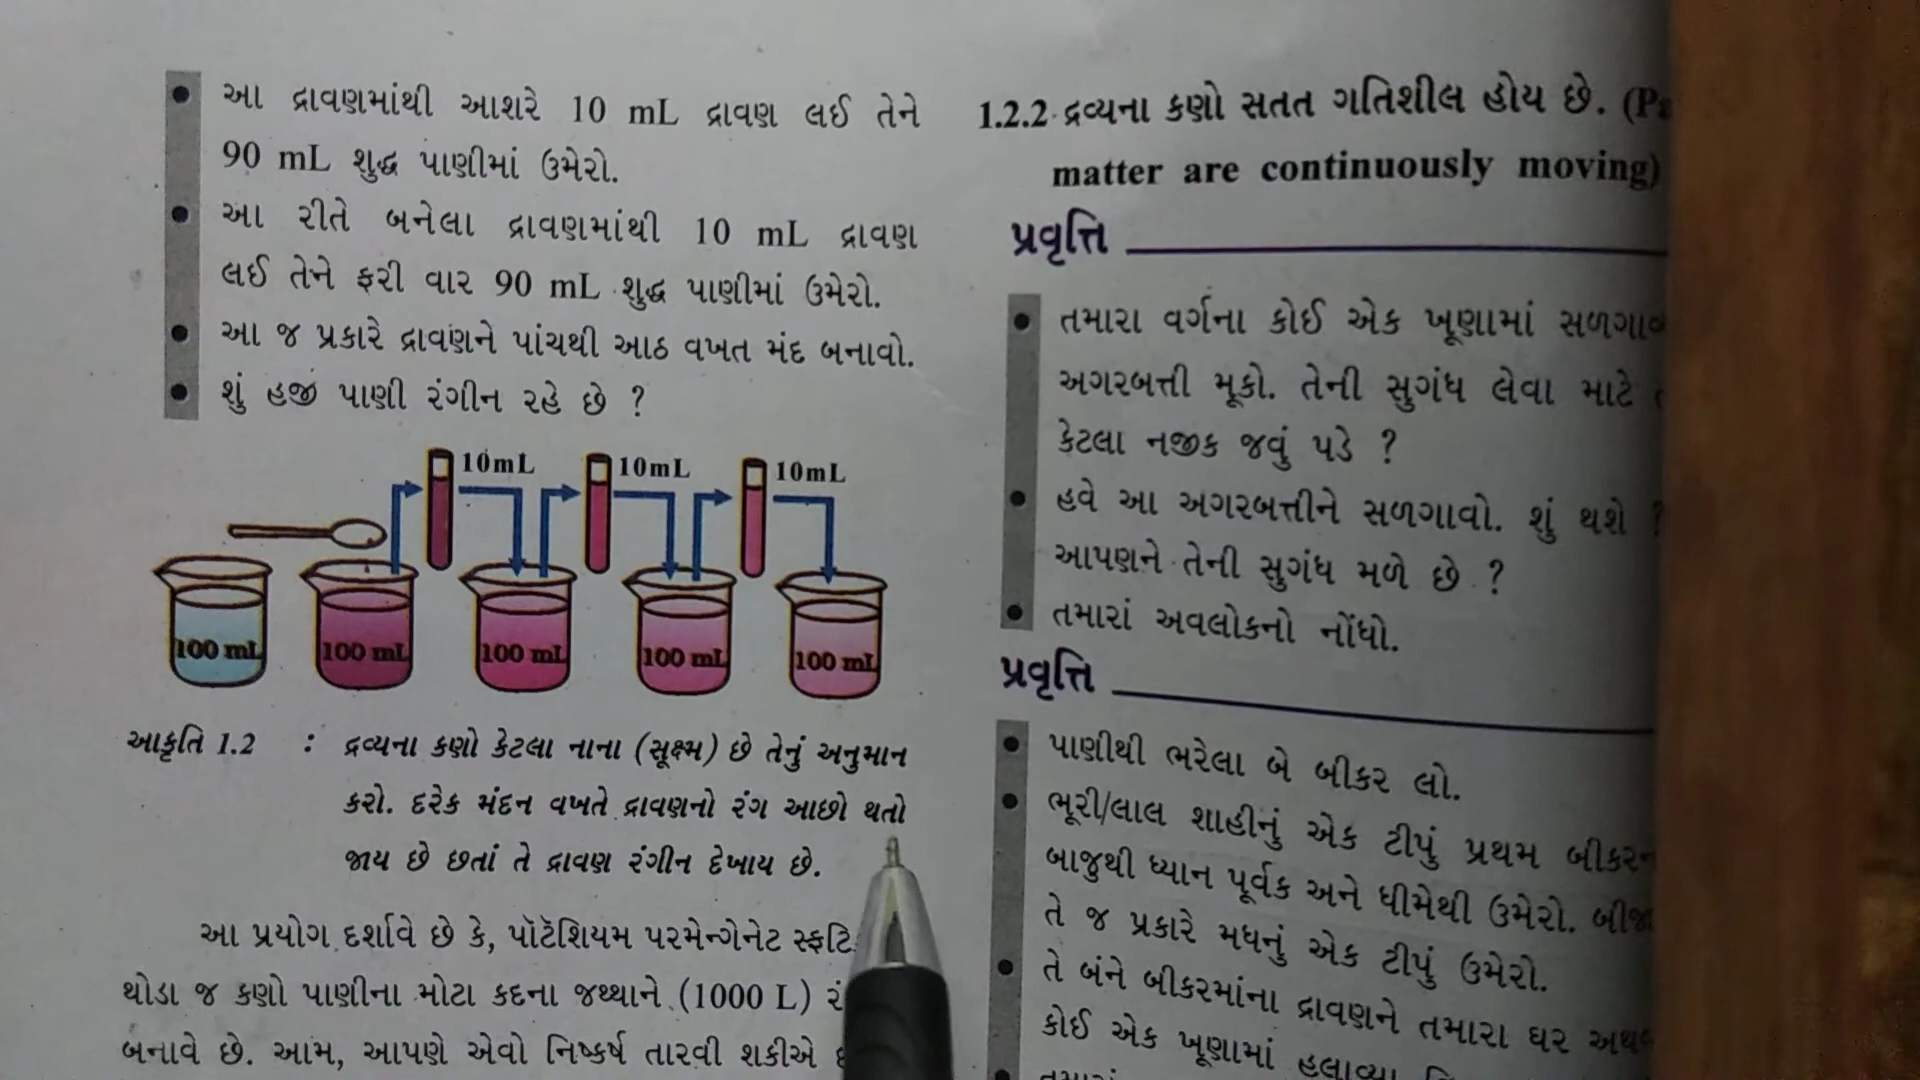 આ દ્રાવણમાંથી આશરે 10 mL દ્રાવણ લઈ તેને
90 mL શુદ્ધ પાણીમાં ઉમેરો.
આ રીતે બનેલા દ્રાવણમાંથી 10 mL દ્રાવણ
લઈ તેને ફરી વાર 90 mL શુદ્ધ પાણીમાં ઉમેરો.
આ જ પ્રકારે દ્રાવણને પાંચથી આઠ વખત મંદ બનાવો.
શું હજી પાણી રંગીન રહે છે ?
10mL 10mL 10mL
100 mL 100 mL 100 mL 100 mL 100 mL
આકૃતિ 1.2 : દ્રવ્યના કણો કેટલા નાના (સૂક્ષ્મ) છે તેનું અનુમાન
કરો. દરેક મંદન વખતે દ્રાવણનો રંગ આછો થતો
જાય છે છતાં તે દ્રાવણ રંગીન દેખાય છે.
આ પ્રયોગ દર્શાવે છે કે, પૉટૅશિયમ પરમેન્ગેનેટ
થોડા જ કણો પાણીના મોટા કદના જથ્થાને (1000 L)
બનાવે છે. આમ, આપણે એવો નિષ્કર્ષ તારવી શકીએ
1.2.2 દ્રવ્યના કણો સતત ગતિશીલ હોય છે.
matter are continuously moving)
પ્રવૃત્તિ
તમારા વર્ગના કોઈ એક ખૂણામાં
અગરબત્તી મૂકો. તેની સુગંધ લેવા માટે
કેટલા નજીક જવું પડે ?
હવે આ અગરબત્તીને સળગાવો. શું થશે ?
આપણને તેની સુગંધ મળે છે ?
તમારાં અવલોકનો નોંધો.
પ્રવૃત્તિ
પાણીથી ભરેલા બે બીકર લો.
ભૂરી/લાલ શાહીનું એક ટીપું પ્રથમ
બાજુથી ધ્યાન પૂર્વક અને ધીમેથી ઉમેરો.
તે જ પ્રકારે મધનું એક ટીપું ઉમેરો.
તે બંને બીકરમાંના દ્રાવણને તમારા ઘર
કોઈ એક ખૂણામાં હલાવ્યા